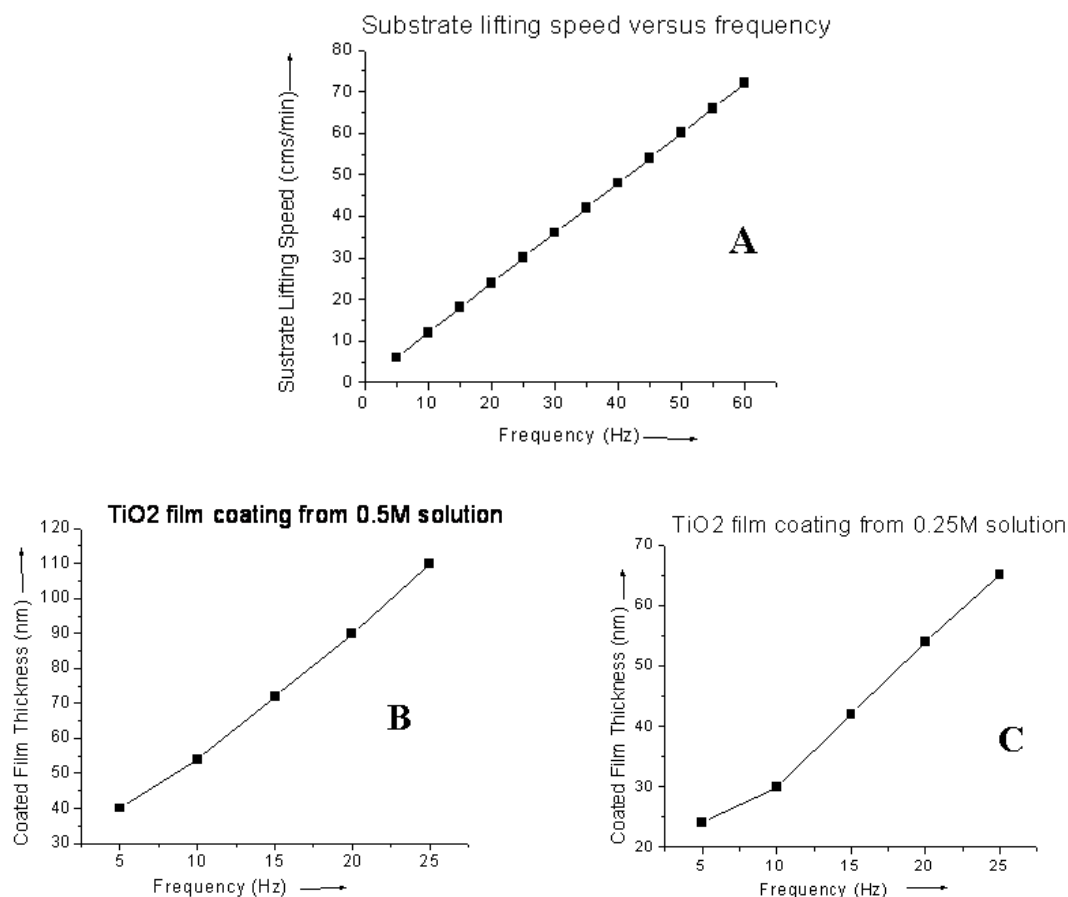 Substrate lifting speed versus frequency
Sustrate Lifting Speed (cms/min)
80
70
60
50
40
30
20
10
0
0 10 20 30 40 50 60
Frequency (Hz)
A
TiO2 film coating from 0.5M solution
Coated Film Thickness (nm)
120
110
100
90
80
70
60
50
40
30
5 10 15 20 25
Frequency (Hz)
B
TiO2 film coating from 0.25M solution
Coated Film Thickness (nm)
70
60
50
40
30
20
5 10 15 20 25
Frequency (Hz)
C